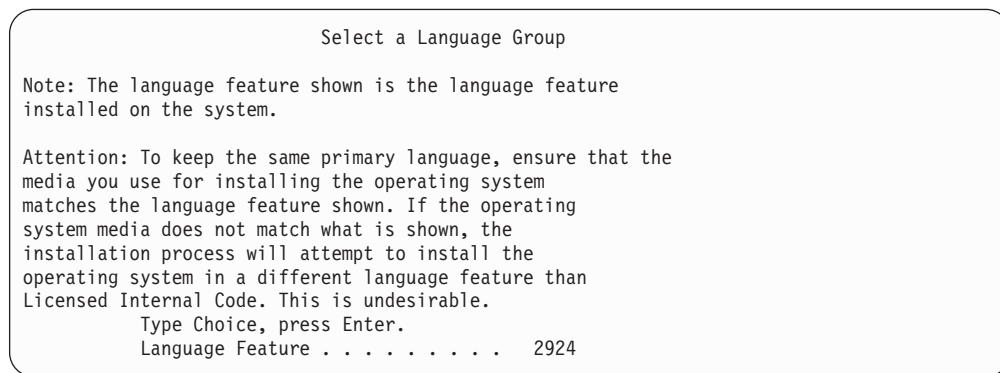 Select a Language Group
Note: The language feature shown is the language feature
installed on the system.
Attention: To keep the same primary language, ensure that the
media you use for installing the operating system
matches the language feature shown. If the operating
system media does not match what is shown, the
installation process will attempt to install the
operating system in a different language feature than
Licensed Internal Code. This is undesirable.
Type Choice, press Enter.
Language Feature . . . . . . . . . 2924